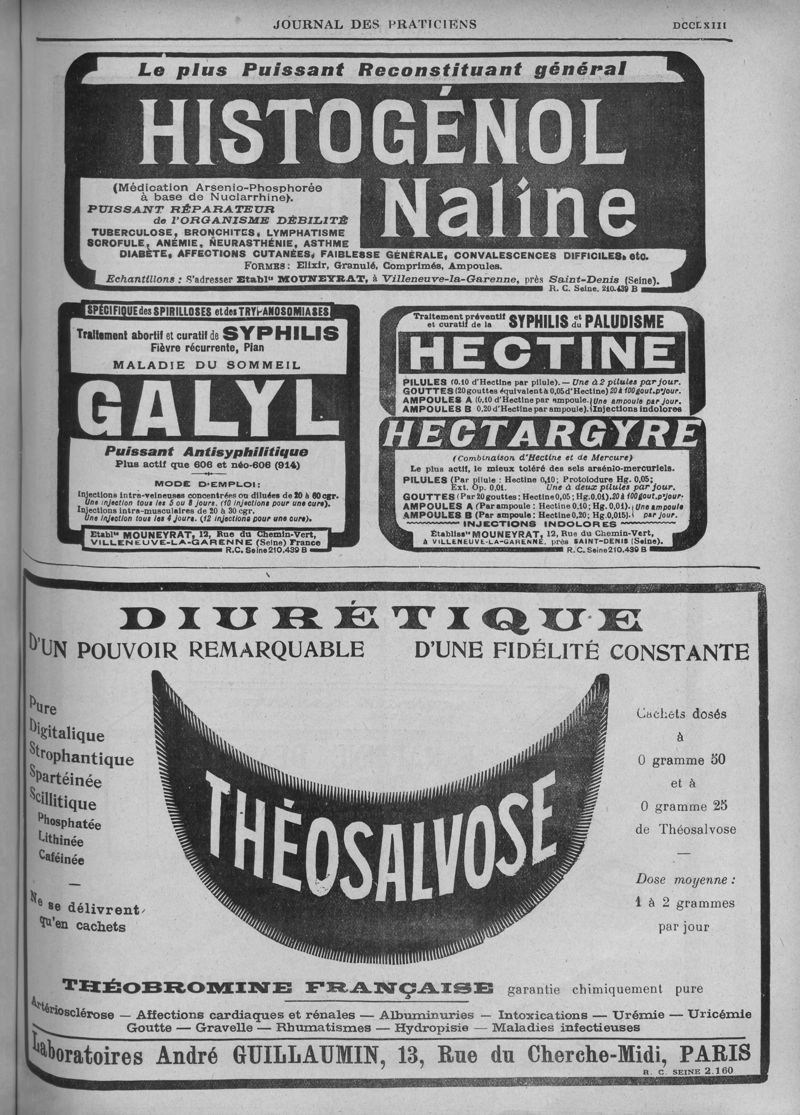 JOURNAL DES PRATICIENS DCCLXIII
Le plus Puissant Reconstituant général
HISTOGÉNOL
Naline
(Médication Arsenio-Phosphorée
à base de Nuclarrhine).
PUISSANT RÉPARATEUR
de l'ORGANISME DÉBILITÉ
TUBERCULOSE, BRONCHITES, LYMPHATISME
SCROFULE, ANÉMIE, NEURASTHÉNIE, ASTHME
DIABÈTE, AFFECTIONS CUTANÉES, FAIBLESSE GÉNÉRALE, CONVALESCENCES DIFFICILES, etc.
FORMES: Elixir, Granulé, Comprimés, Ampoules.
Echantillons : S'adresser Etabl.ts MOUNEYRAT, à Villeneuve-la-Garenne, près Saint-Denis (Seine).
R. C. Seine, 210.439 B
SPÉCIFIQUE des SPIRILLOSES et des TRYPANOSOMIASES
Traitement abortif et curatif de SYPHILIS
Fièvre récurrente, Pian
MALADIE DU SOMMEIL
GALYL
Puissant Antisyphilitique
Plus actif que 606 et néo-606 (914)
MODE D'EMPLOI:
Injections intra-veineuses concentrées ou diluées de 20 à 60 cgr.
Une injection tous les 5 ou 8 jours. (10 injections pour une cure).
Injections intra-musculaires de 20 à 30 cgr.
Une injection tous les 4 jours. (12 injections pour une cure).
Etabl.ts MOUNEYRAT, 12, Rue du Chemin-Vert,
VILLENEUVE-LA-GARENNE (Seine) France
R.C. Seine 210.439 B
Traitement préventif et curatif de la SYPHILIS et du PALUDISME
HECTINE
PILULES (0.10 d'Hectine par pilule). — Une à 2 pilules par jour.
GOUTTES (20 gouttes équivalent à 0,05 d'Hectine) 20 à 100 gout. p' jour.
AMPOULES A (0,10 d'Hectine par ampoule.) Une ampoule par jour.
AMPOULES B 0.20 d'Hectine par ampoule). Injections indolores
HECTARGYRE
(Combinaison d'Hectine et de Mercure)
Le plus actif, le mieux toléré des sels arsénio-mercuriels.
PILULES (Par pilule : Hectine 0,10; Protoiodure Hg. 0,05;
Ext. Op. 0,01. Une à deux pilules par jour.
GOUTTES (Par 20 gouttes : Hectine 0,05; Hg.0,01). 20 à 100 gout. p' jour.
AMPOULES A (Par ampoule : Hectine 0,10; Hg. 0,01). Une ampoule
AMPOULES B (Par ampoule : Hectine 0,20; Hg. 0,015). par jour.
INJECTIONS INDOLORES
Établiss.ts MOUNEYRAT, 12, Rue du Chemin-Vert,
à VILLENEUVE-LA-GARENNE, près SAINT-DENIS (Seine).
R. C. Seine 210.439 B
DIURÉTIQUE
D'UN POUVOIR REMARQUABLE D'UNE FIDÉLITÉ CONSTANTE
Pure
Digitalique
Strophantique
Spartéinée
Scillitique
Phosphatée
Lithinée
Caféinée
—
Ne se délivrent
qu'en cachets
THÉOSALVOSE
Cachets dosés
à
0 gramme 50
et à
0 gramme 25
de Théosalvose
—
Dose moyenne :
1 à 2 grammes
par jour
THÉOBROMINE FRANÇAISE garantie chimiquement pure
Artériosclérose — Affections cardiaques et rénales — Albuminuries — Intoxications — Urémie — Uricémie
Goutte — Gravelle — Rhumatismes — Hydropisie — Maladies infectieuses
Laboratoires André GUILLAUMIN, 13, Rue du Cherche-Midi, PARIS
R. C. SEINE 2.160